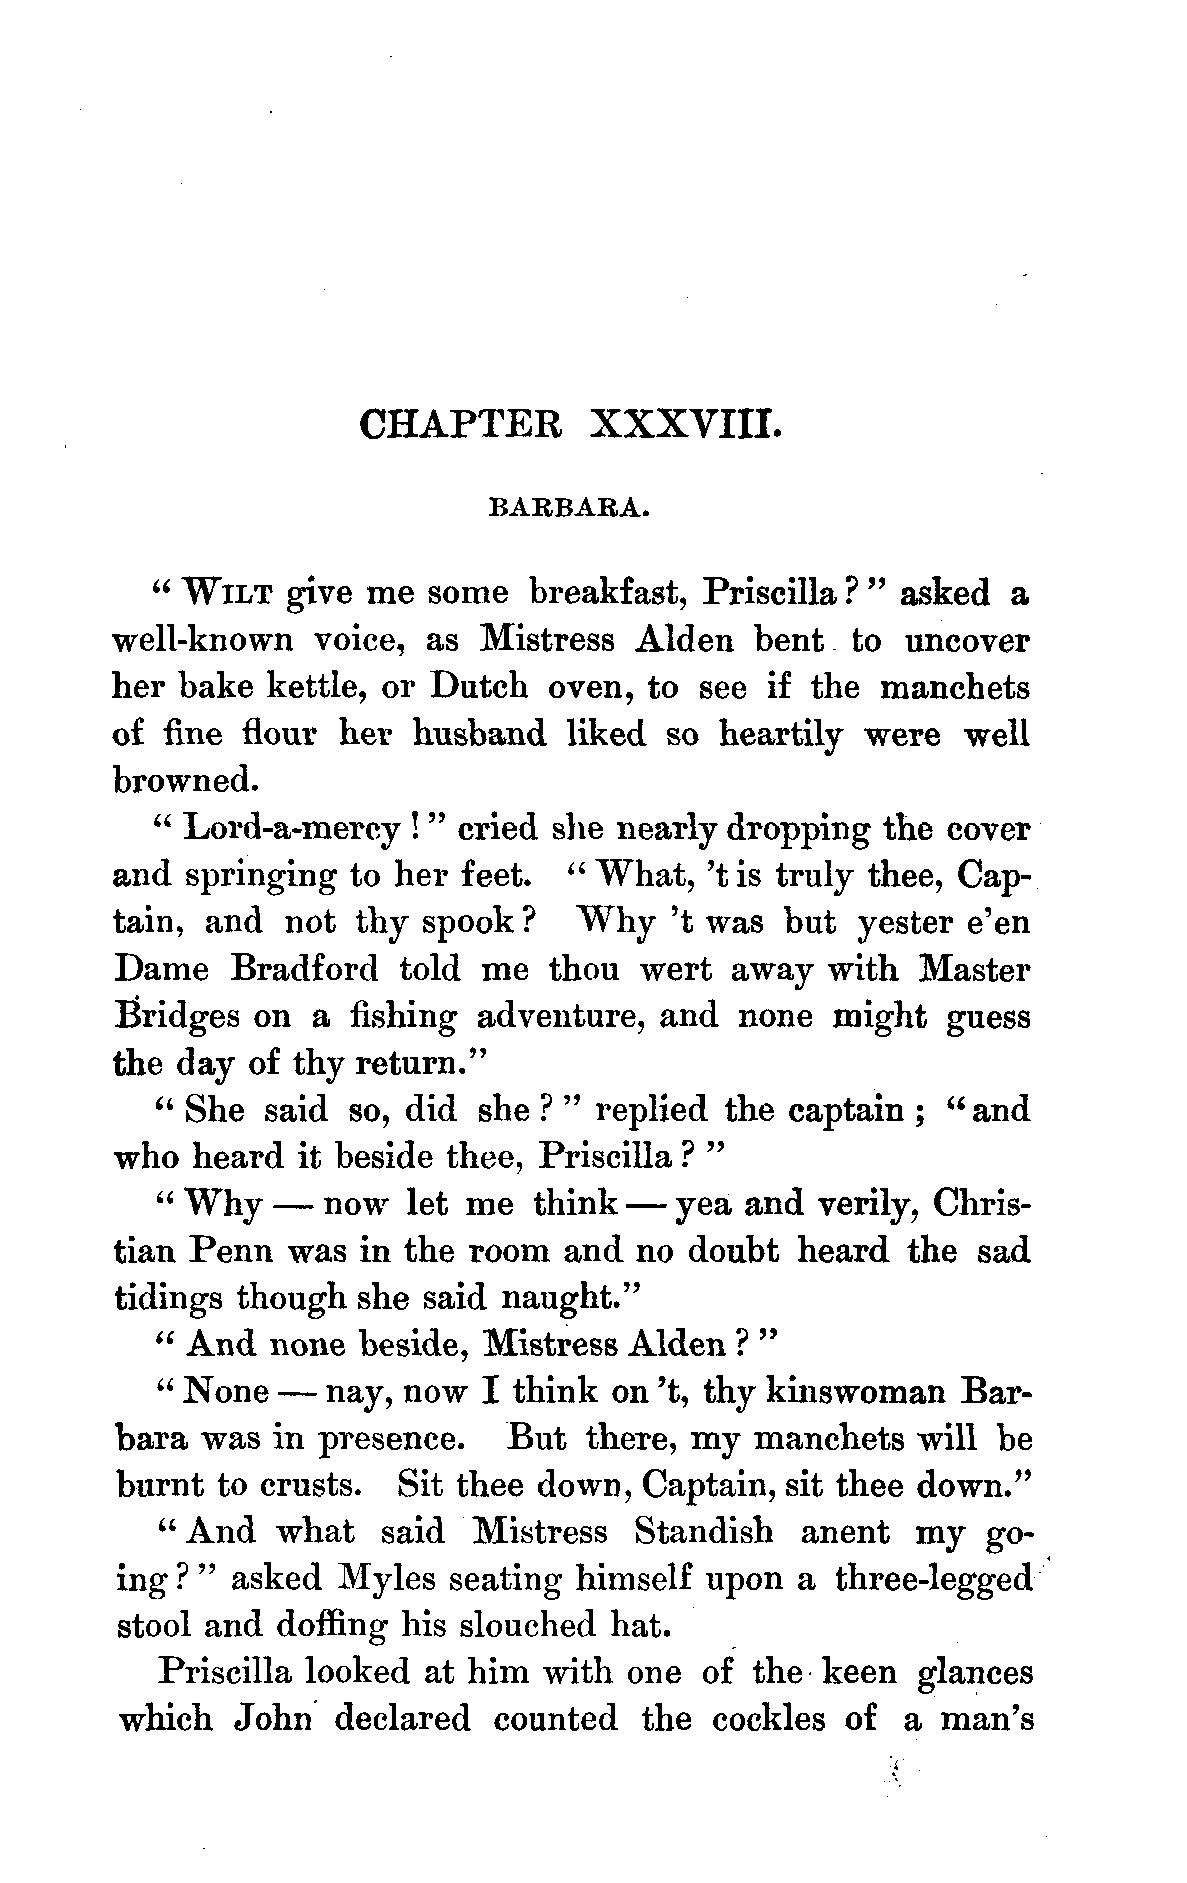 CHAPTER XXXVIII.
BARBARA.
" WILT give me some breakfast, Priscilla ? " asked a
well-known voice, as Mistress Alden bent to uncover
her bake kettle, or Dutch oven, to see if the manchets
of fine flour her husband liked so heartily were well
browned.
" Lord-a-mercy ! " cried she nearly dropping the cover
and springing to her feet. " What, 't is truly thee, Cap-
tain, and not thy spook ? Why 't was but yester e'en
Dame Bradford told me thou wert away with Master
Bridges on a fishing adventure, and none might guess
the day of thy return."
" She said so, did she ? " replied the captain ; " and
who heard it beside thee, Priscilla ? "
" Why — now let me think — yea and verily, Chris-
tian Penn was in the room and no doubt heard the sad
tidings though she said naught."
" And none beside, Mistress Alden ? "
" None — nay, now I think on 't, thy kinswoman Bar-
bara was in presence. But there, my manchets will be
burnt to crusts. Sit thee down, Captain, sit thee down."
" And what said Mistress Standish anent my go-
ing ? " asked Myles seating himself upon a three-legged
stool and doffing his slouched hat.
Priscilla looked at him with one of the keen glances
which John declared counted the cockles of a man's